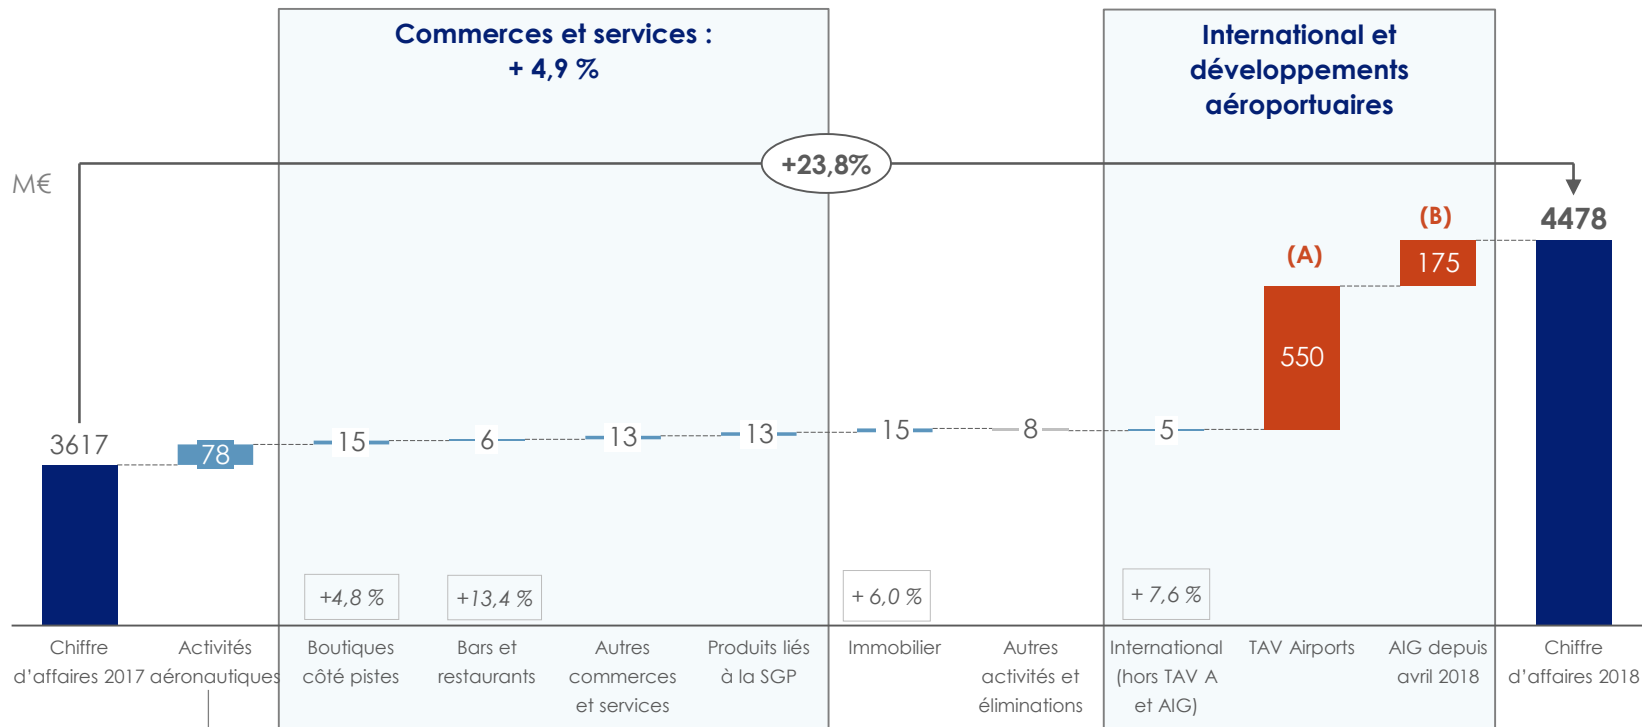 Commerces et services :
+ 4,9 %
International et
développements
aéroportuaires
+23,8%
M€
(B)
4478
(A)
175
550
3617
78
15
6
13
13
15
8
5
+4,8 %
+13,4 %
+ 6,0 %
+ 7,6 %
Chiffre
d'affaires 2017
Activités
aéronautiques
Boutiques
côté pistes
Bars et
restaurants
Autres
commerces
et services
Produits liés
à la SGP
Immobilier
Autres
activités et
éliminations
International
(hors TAV A
et AIG)
TAV Airports
AIG depuis
avril 2018
Chiffre
d'affaires 2018